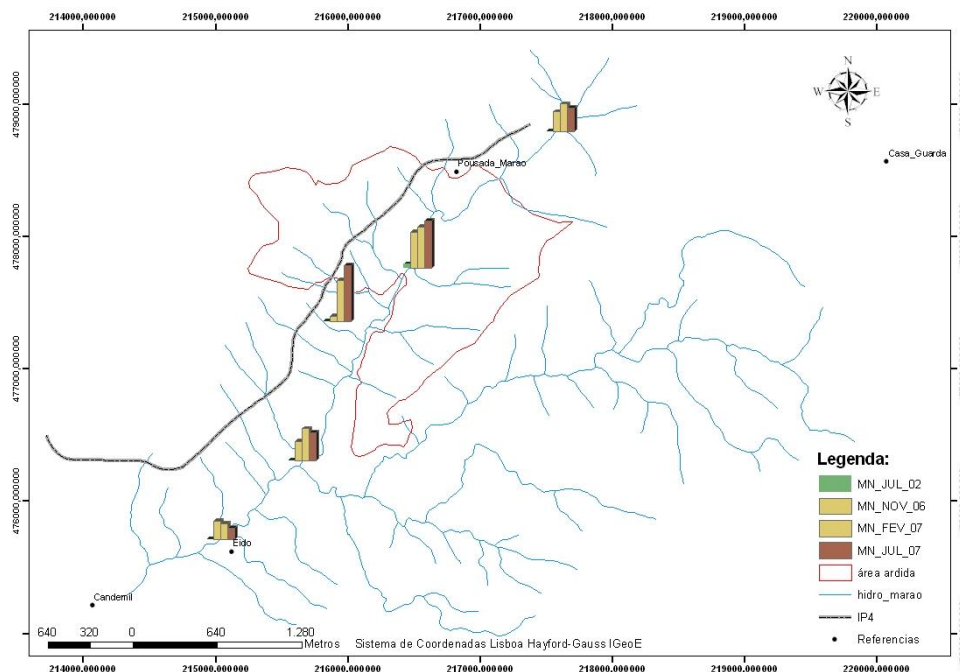 214000,000000 215000,000000 216000,000000 217000,000000 218000,000000 219000,000000 220000,000000
N
W E
S
479000,000000
Casa_Guarda
Pousada_Marao
478000,000000
477000,000000
Legenda:
MN_JUL_02
476000,000000
MN_NOV_06
MN_FEV_07
MN_JUL_07
Eido
área ardida
hidro_marao
Candemil
IP4
640 320 0 640 1.280
Metros Sistema de Coordenadas Lisboa Hayford-Gauss IGeoE
Referencias
214000,000000 215000,000000 216000,000000 217000,000000 218000,000000 219000,000000 220000,000000